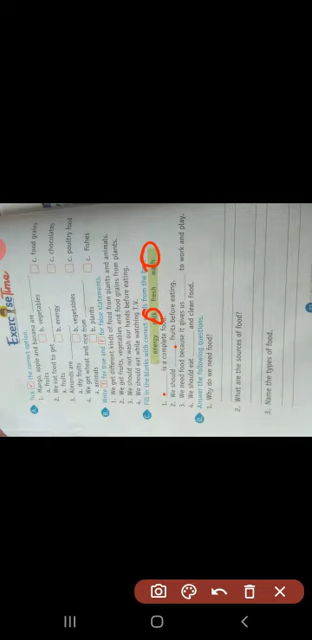 Exercise Time
A. Tick the correct option.
1. Mango, apple and banana are
a. fruits b. vegetables c. food grains
2. We eat food to get
a. fruits b. energy c. chocolates
3. Almonds are
a. dry fruits b. vegetables c. poultry food
4. We get wheat and rice from
a. animals b. plants c. fishes
B. Write T for true and F for false statements.
1. We get different kinds of food from plants and animals.
2. We get fruits, vegetables and food grains from plants.
3. We should not wash our hands before eating.
4. We should eat while watching T.V.
C. Fill in the blanks with correct words from the
energy fresh
1. is a complete food.
2. We should fruits before eating.
3. We need food because it gives us to work and play.
4. We should eat and clean food.
D. Answer the following questions.
1. Why do we need food?
2. What are the sources of food?
3. Name the types of food.